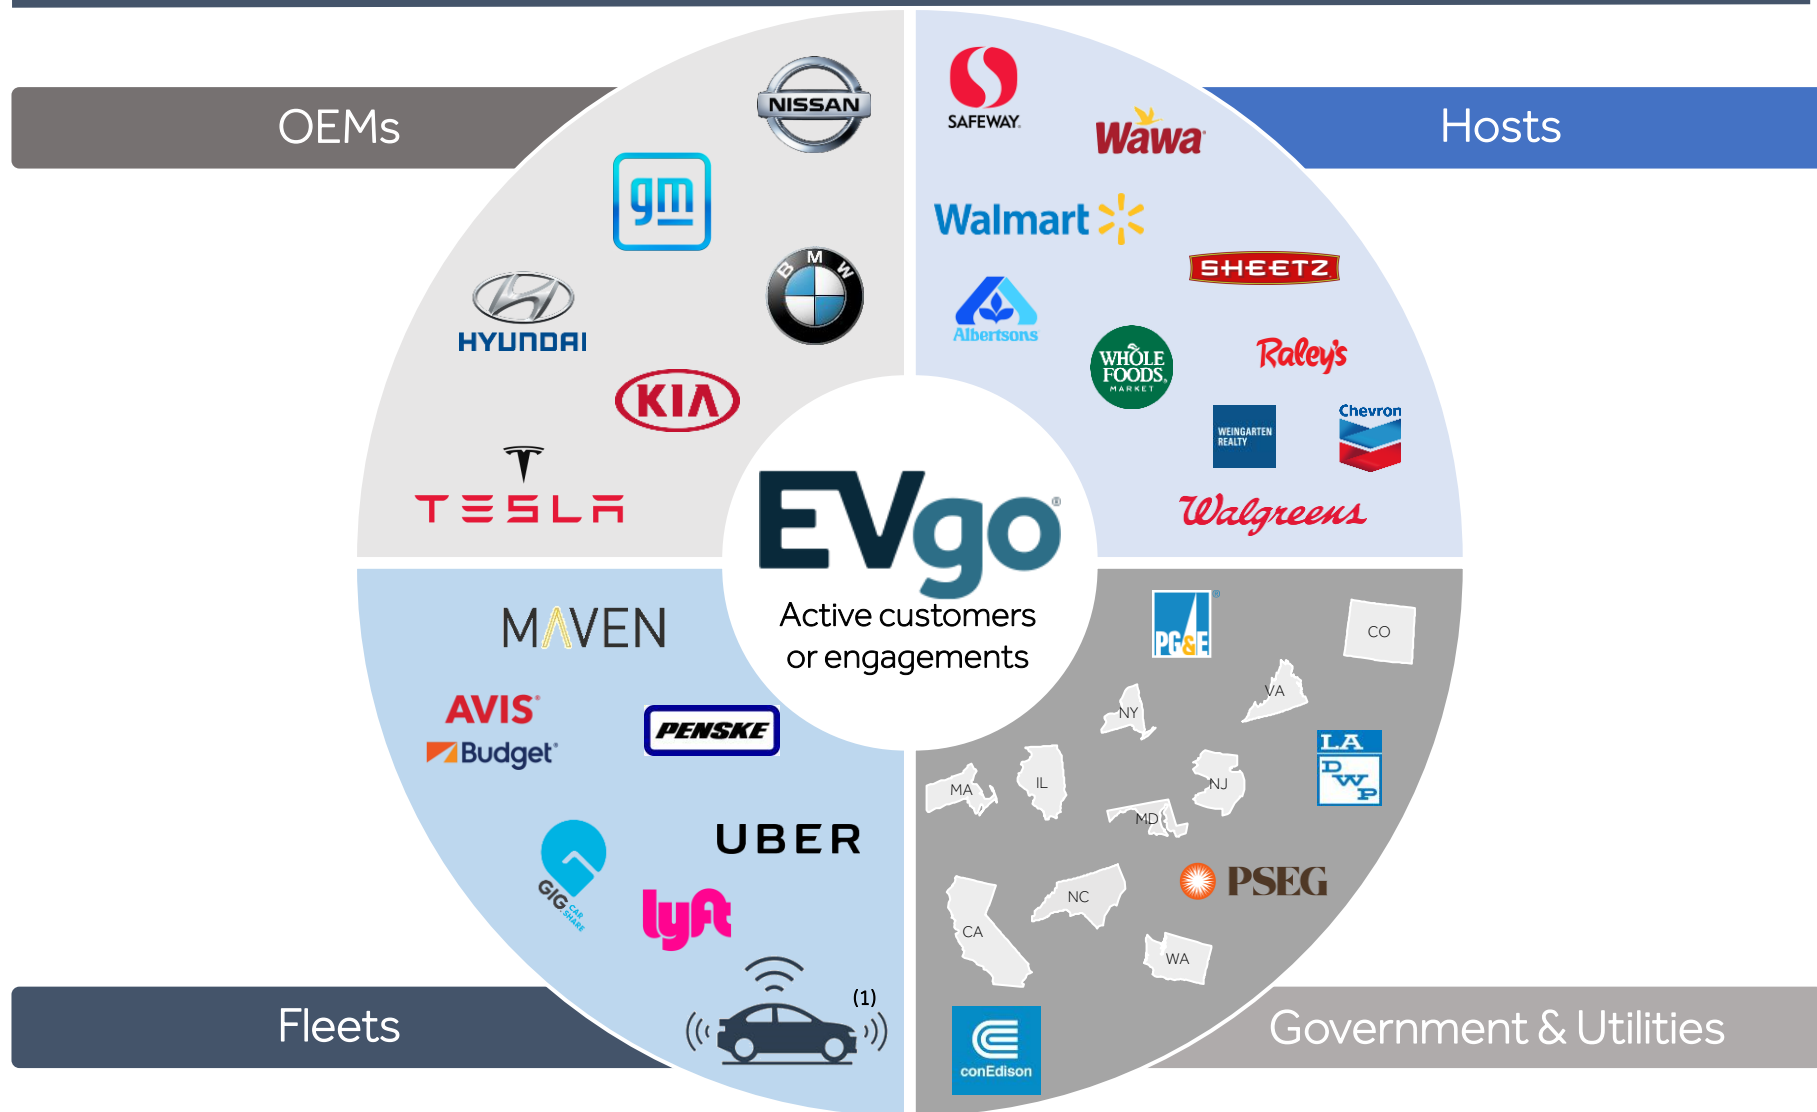 OEMs
NISSAN
gm
BMW
HYUNDAI
KIA
TESLA
Hosts
SAFEWAY.
Wawa
Walmart
SHEETZ
Albertsons
WHOLE
FOODS
MARKET
Raley's
WEINGARTEN
REALTY
Chevron
Walgreens
EVgo®
Active customers
or engagements
MAVEN
AVIS®
Budget®
PENSKE
UBER
GIG
CAR
SHARE
lyft
(1)
Fleets
PG&E®
CO
VA
NY
LA
DWP
MA
IL
NJ
MD
PSEG
NC
CA
WA
conEdison
Government & Utilities